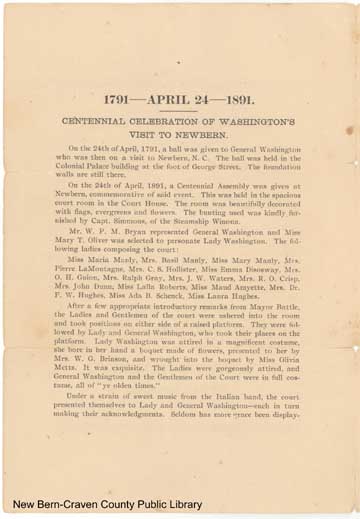 1791—APRIL 24—1891.
CENTENNIAL CELEBRATION OF WASHINGTON'S
VISIT TO NEWBERN.
On the 24th of April, 1791, a ball was given to General Washington
who was then on a visit to Newbern, N. C. The ball was held in the
Colonial Palace building at the foot of George Street. The foundation
walls are still there.
On the 24th of April, 1891, a Centennial Assembly was given at
Newbern, commemorative of said event. This was held in the spacious
court room in the Court House. The room was beautifully decorated
with flags, evergreens and flowers. The bunting used was kindly fur-
nished by Capt. Simmons, of the Steamship Winona.
Mr. W. P. M. Bryan represented General Washington and Miss
Mary T. Oliver was selected to personate Lady Washington. The fol-
lowing ladies composed the court:
Miss Maria Manly, Mrs. Basil Manly, Miss Mary Manly, Mrs.
Pierre LaMontagne, Mrs. C. S. Hollister, Miss Emma Disosway, Mrs.
O. H. Guion, Mrs. Ralph Gray, Mrs. J. W. Waters, Mrs. R. O. Crisp,
Mrs. John Dunn, Miss Lalla Roberts, Miss Maud Amyette, Mrs. Dr.
F. W. Hughes, Miss Ada B. Schenck, Miss Laura Hughes.
After a few appropriate introductory remarks from Mayor Battle,
the Ladies and Gentlemen of the court were ushered into the room
and took positions on either side of a raised platform. They were fol-
lowed by Lady and General Washington, who took their places on the
platform. Lady Washington was attired in a magnificent costume,
she bore in her hand a boquet made of flowers, presented to her by
Mrs. W. G. Brinson, and wrought into the boquet by Miss Olivia
Metts. It was exquisite. The Ladies were gorgeously attired, and
General Washington and the Gentlemen of the Court were in full cos-
tume, all of "ye olden times."
Under a strain of sweet music from the Italian band, the court
presented themselves to Lady and General Washington—each in turn
making their acknowledgments. Seldom has more grace been display-
New Bern-Craven County Public Library